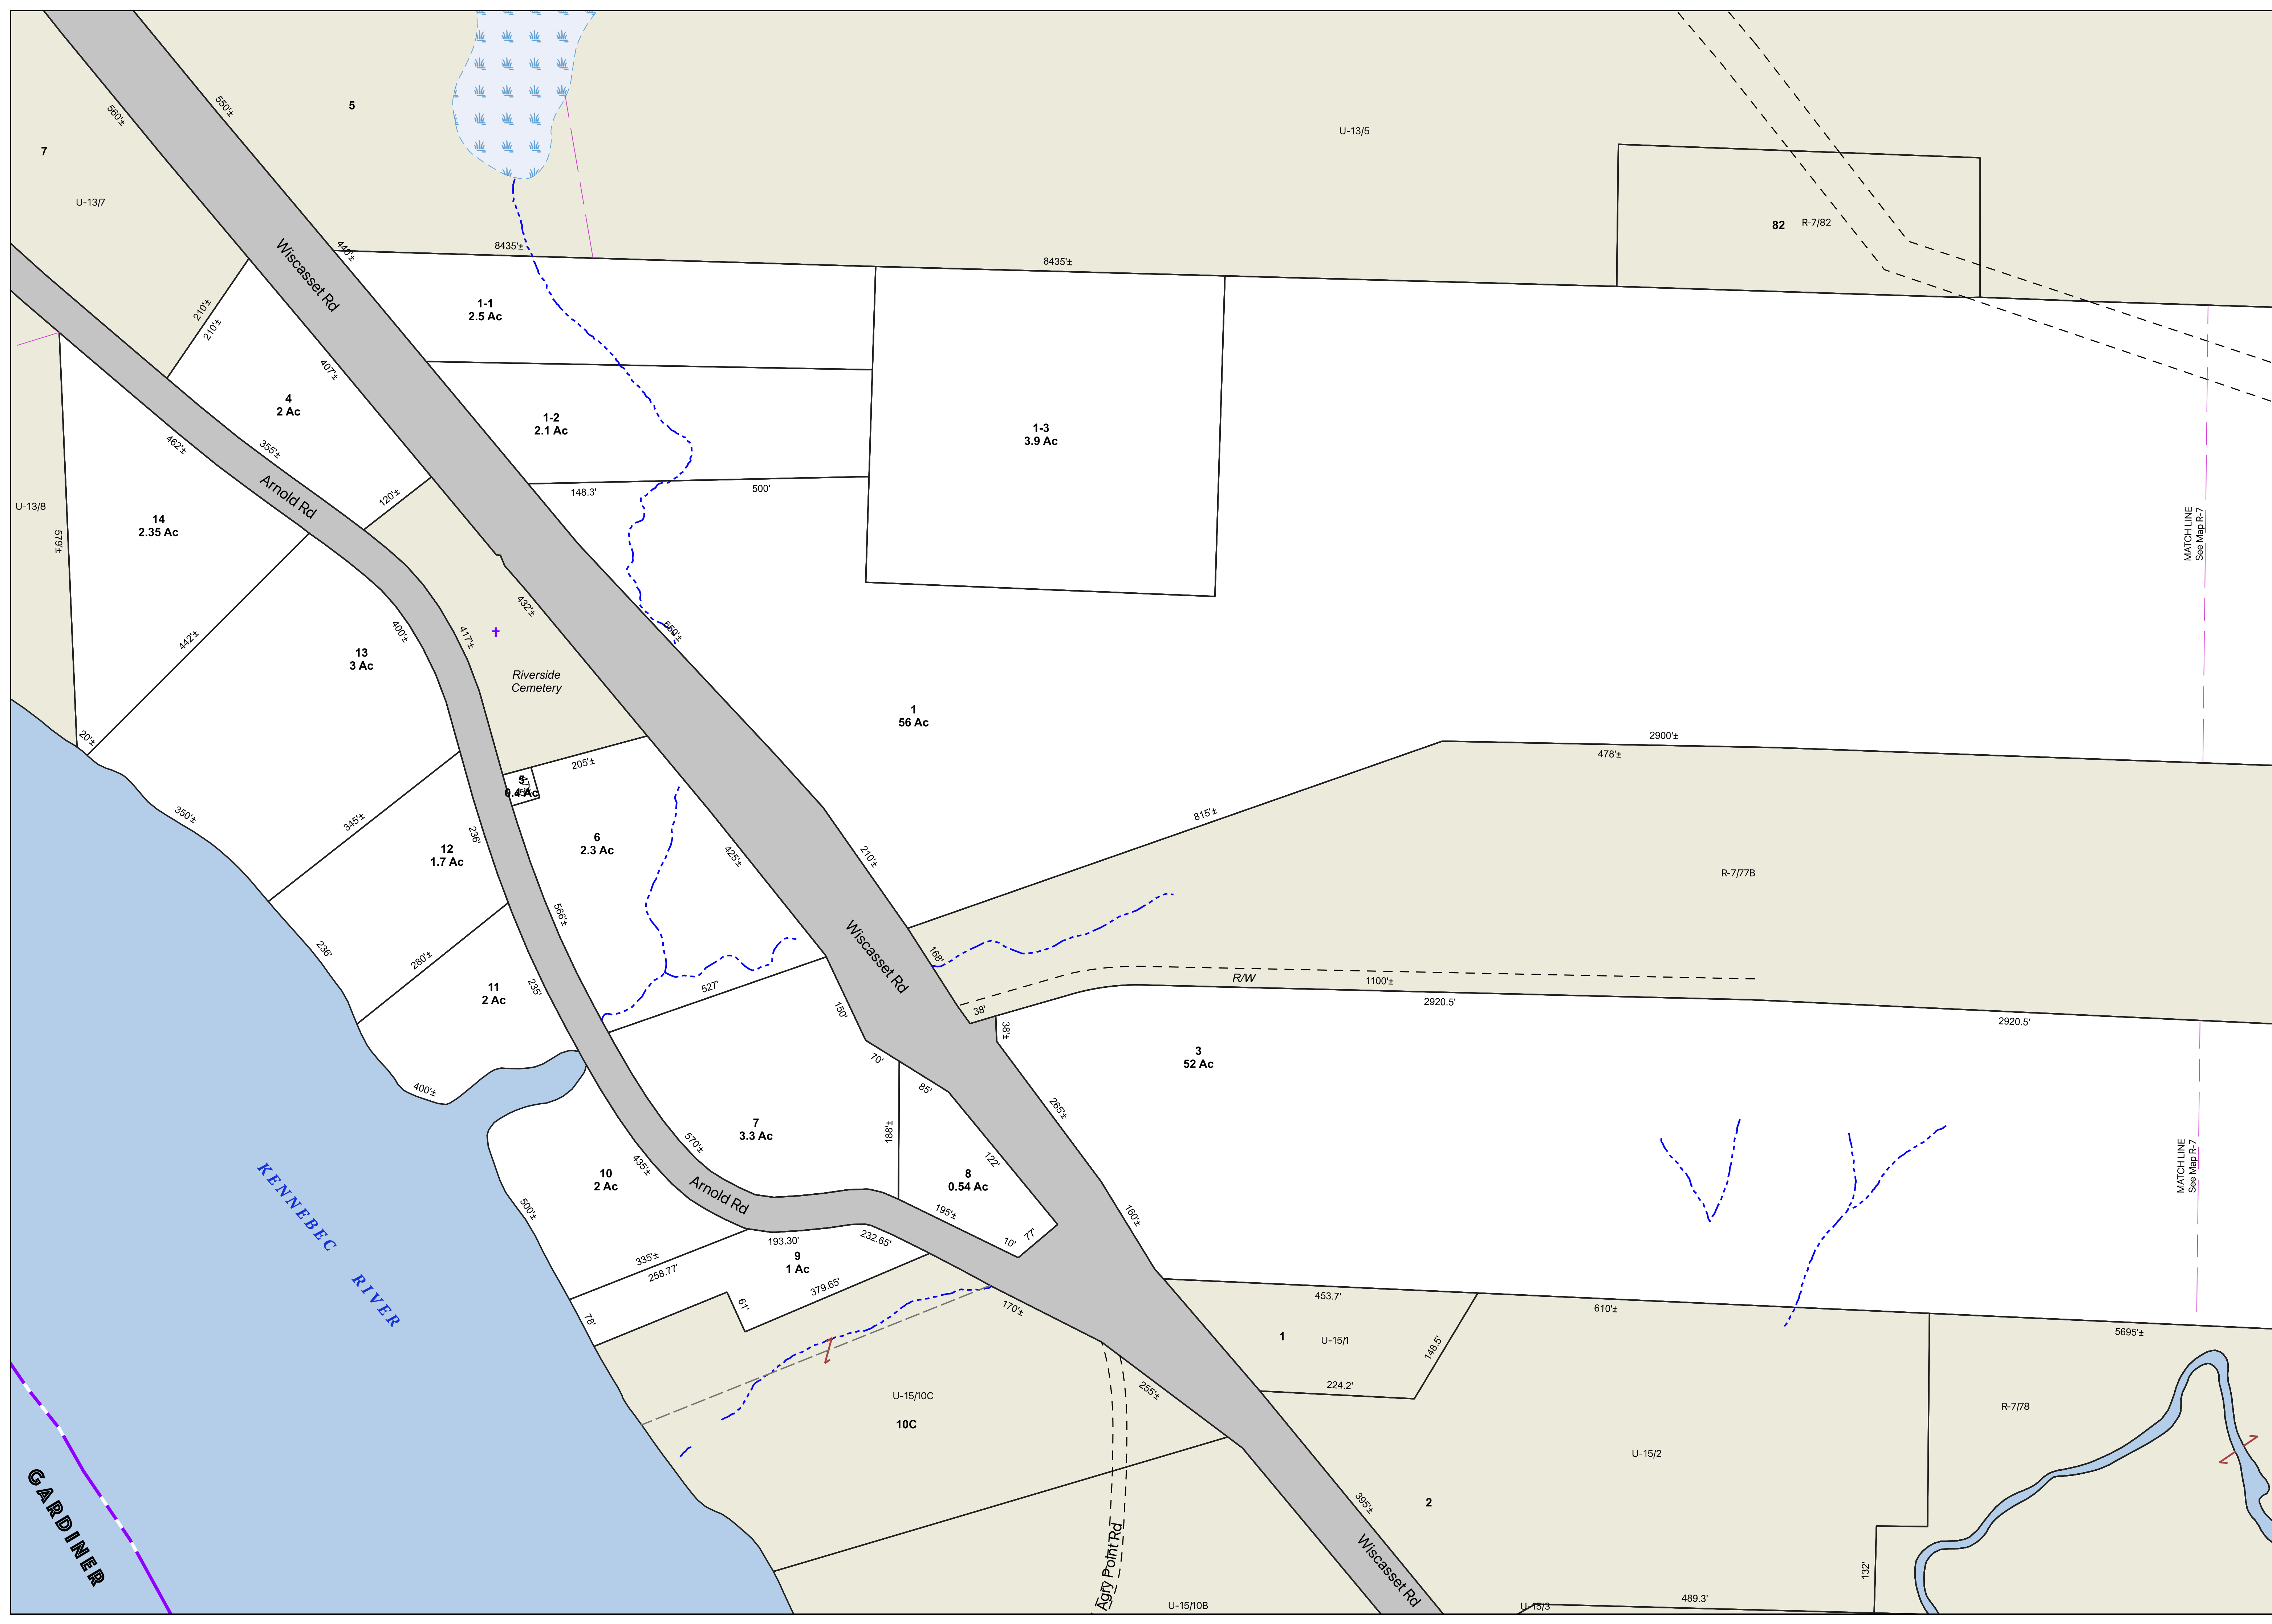 550'±
560'±
5
7
U-13/5
U-13/7
82
R-7/82
Wiscasset Rd
440'±
8435'±
8435'±
210'±
210'±
1-1
2.5 Ac
407'±
4
2 Ac
1-2
2.1 Ac
1-3
3.9 Ac
462'±
355'±
Arnold Rd
120'±
148.3'
500'
U-13/8
14
2.35 Ac
579'±
MATCH LINE
See Map R-7
432'±
650'±
400'±
417'±
442'±
13
3 Ac
Riverside
Cemetery
1
56 Ac
20'±
2900'±
478'±
205'±
5
0.4 Ac
350'±
345'±
236'
6
2.3 Ac
12
1.7 Ac
425'±
210'±
815'±
R-7/77B
566'±
236'
280'±
Wiscasset Rd
168'
R/W
1100'±
2920.5'
2920.5'
11
2 Ac
235'
527'
150'
38'
38'±
3
52 Ac
70'
85'
400'±
265'±
7
3.3 Ac
188'±
570'±
435'±
122'
KENNEBEC
RIVER
10
2 Ac
Arnold Rd
8
0.54 Ac
MATCH LINE
See Map R-7
500'±
195'±
160'±
10'
77'
193.30'
232.65'
335'±
258.77'
9
1 Ac
379.65'
61'
78'
170'±
453.7'
610'±
5695'±
1
U-15/1
148.5'
224.2'
255'±
U-15/10C
10C
R-7/78
U-15/2
2
395'±
GARDINER
Agry Point Rd
Wiscasset Rd
132'
489.3'
U-15/10B
U-15/3